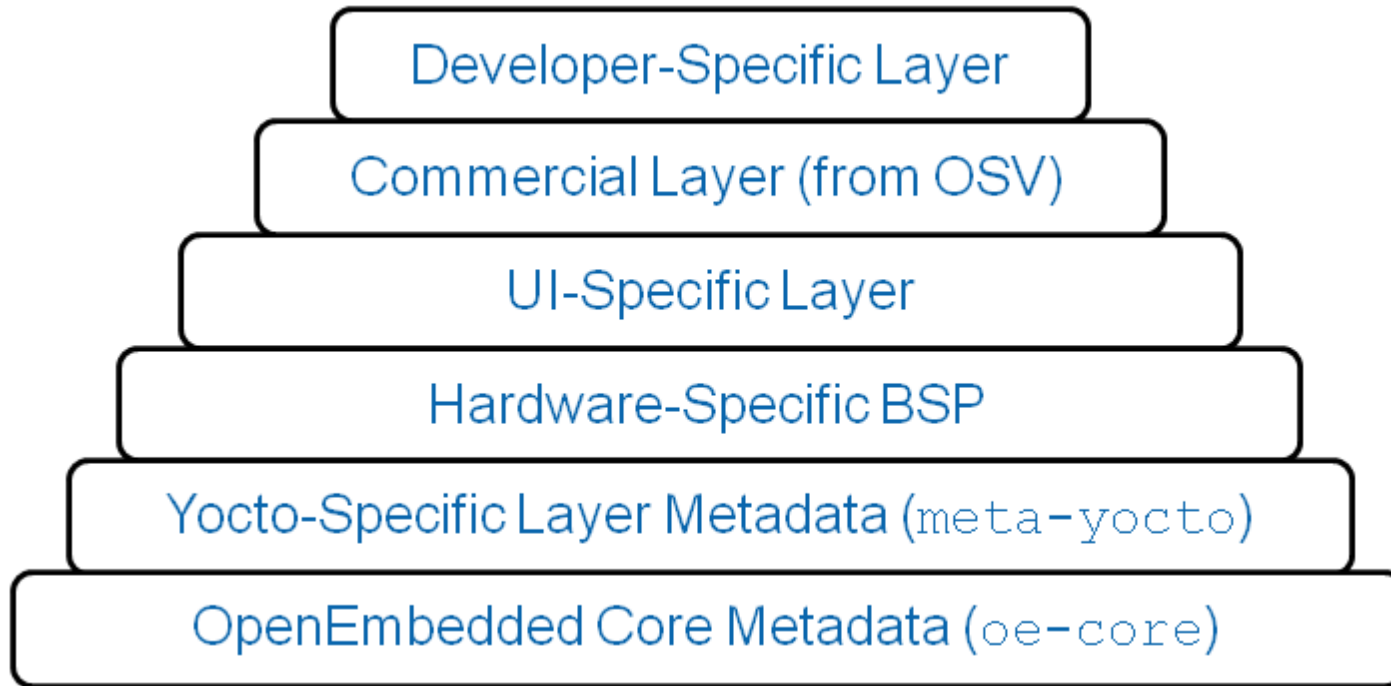 Developer-Specific Layer
Commercial Layer (from OSV)
UI-Specific Layer
Hardware-Specific BSP
Yocto-Specific Layer Metadata (meta-yocto)
OpenEmbedded Core Metadata (oe-core)